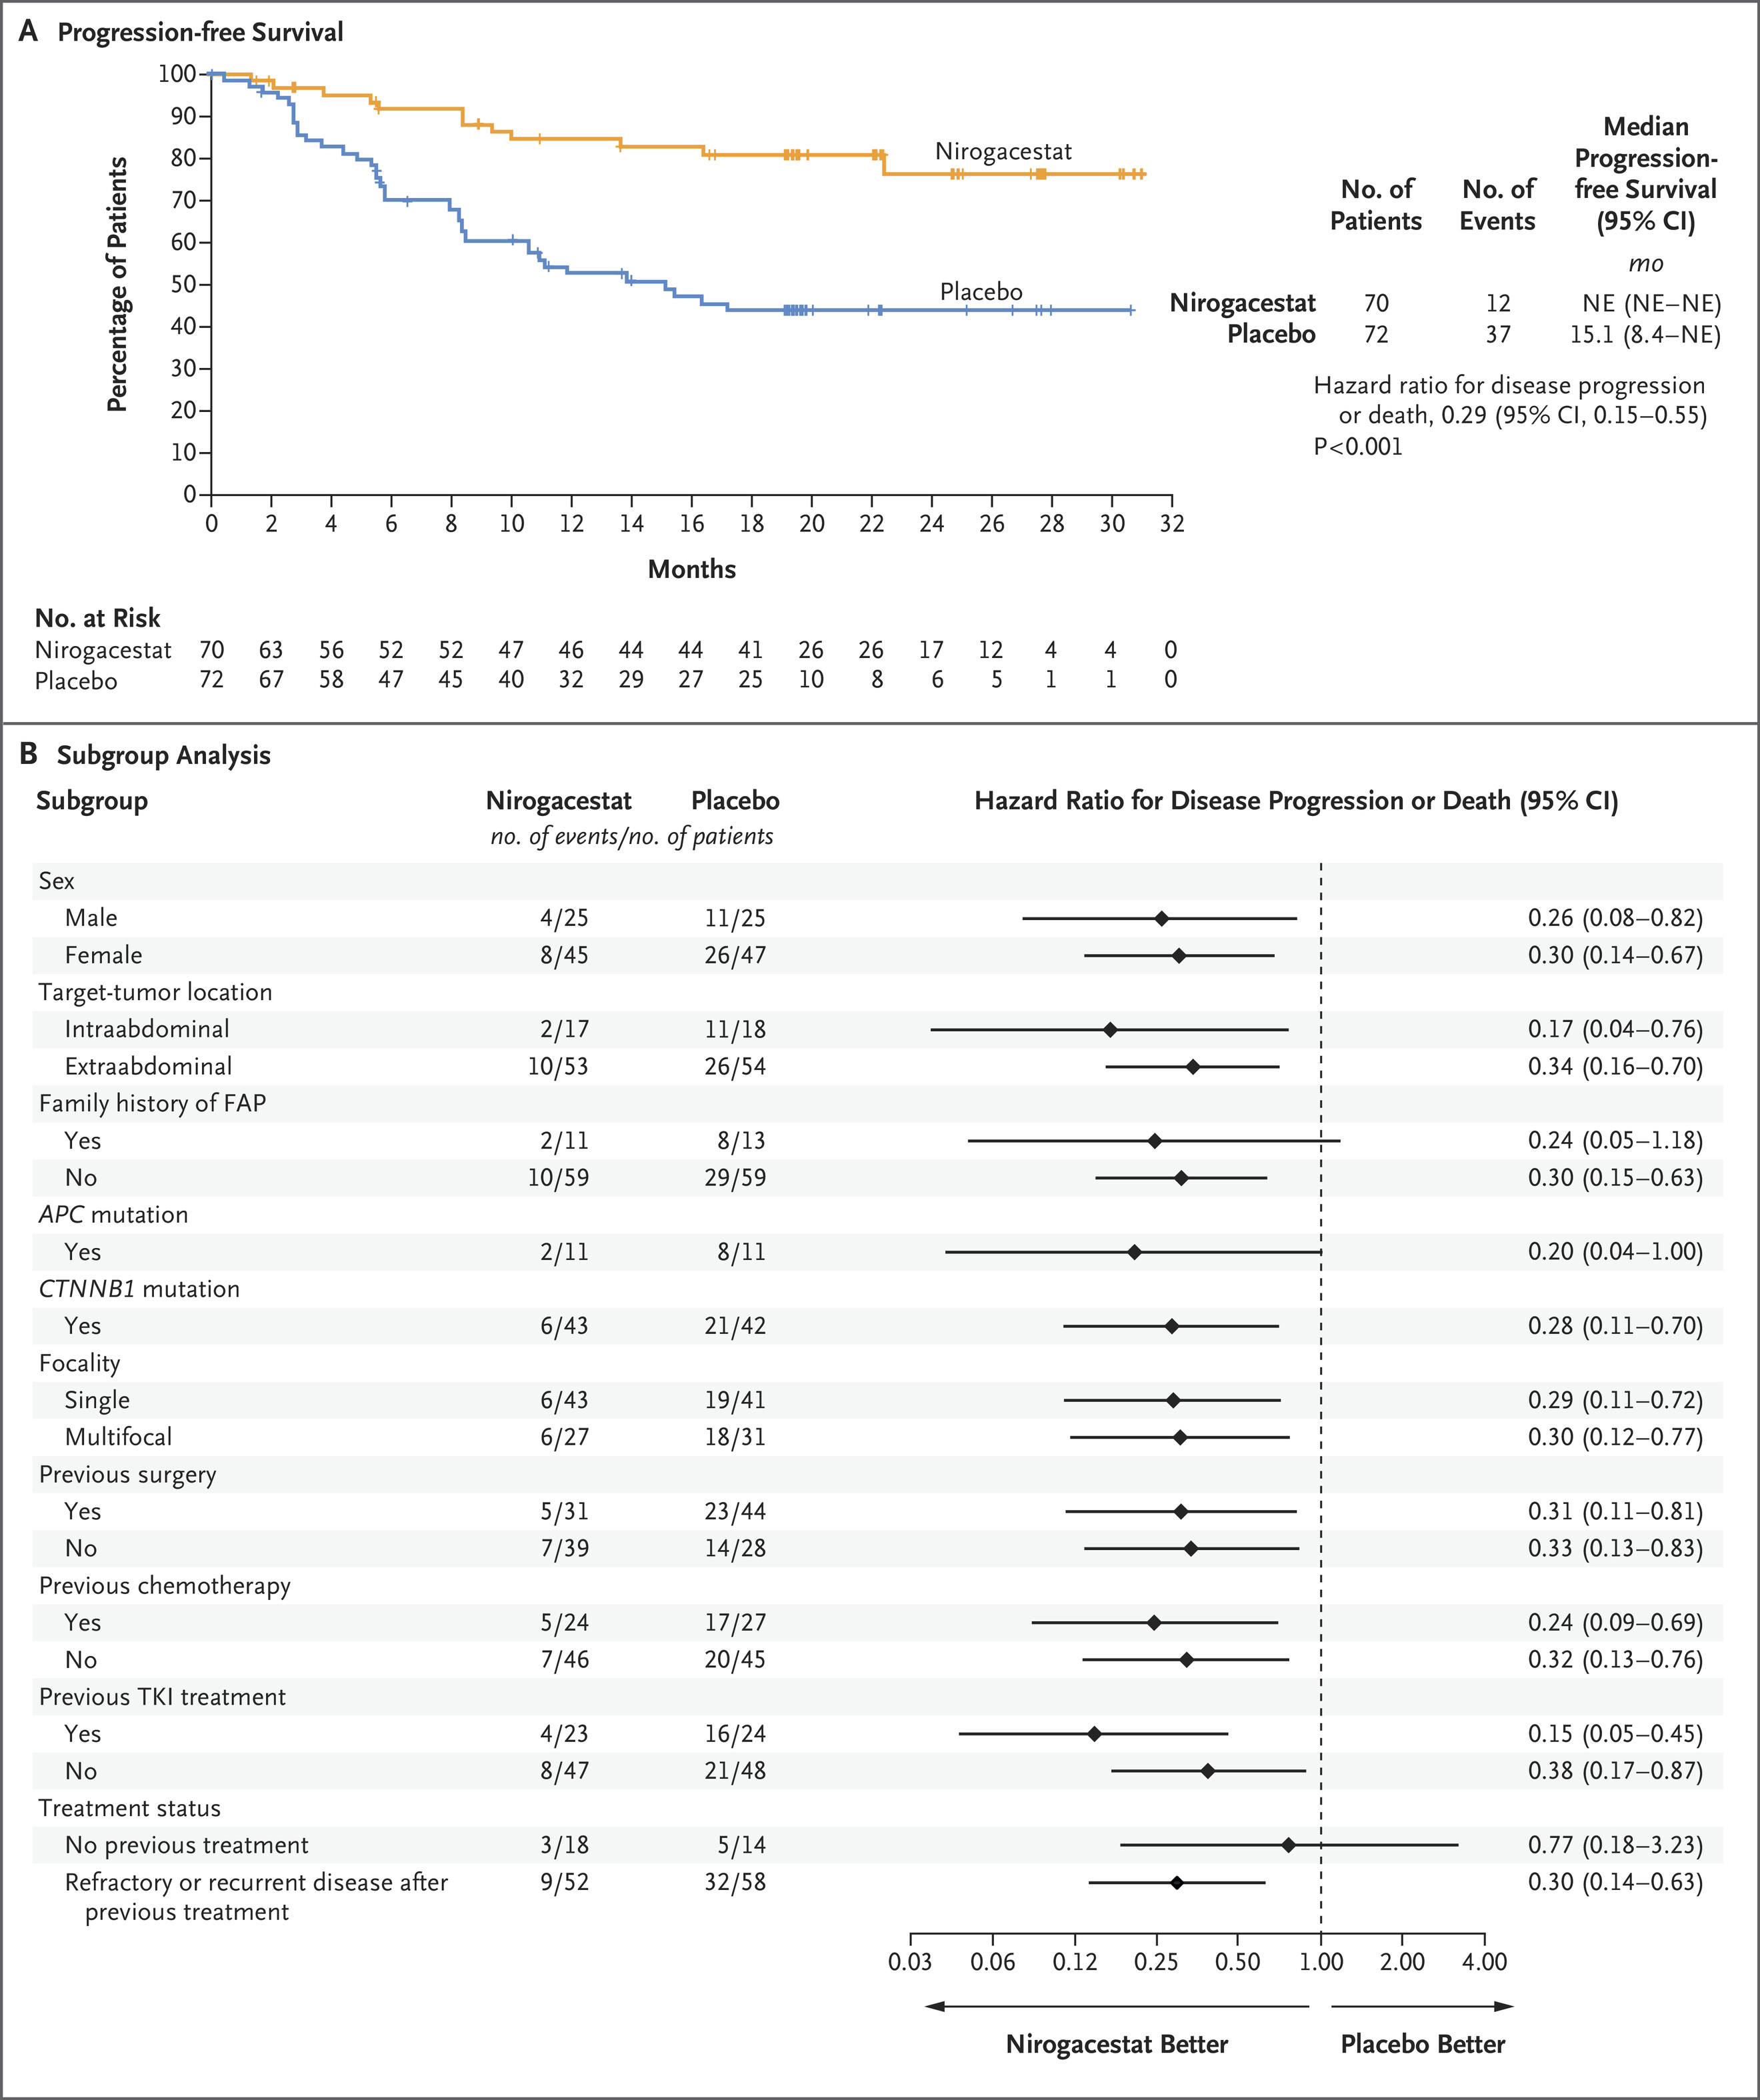 A Progression-free Survival
100
90
80
70
60
50
40
30
20
10
0
Percentage of Patients
Nirogacestat
Placebo
0 2 4 6 8 10 12 14 16 18 20 22 24 26 28 30 32
Months
No. of Patients
No. of Events
Median Progression-free Survival (95% CI)
mo
Nirogacestat 70 12 NE (NE–NE)
Placebo 72 37 15.1 (8.4–NE)
Hazard ratio for disease progression
or death, 0.29 (95% CI, 0.15–0.55)
P<0.001
No. at Risk
Nirogacestat 70 63 56 52 52 47 46 44 44 41 26 26 17 12 4 4 0
Placebo 72 67 58 47 45 40 32 29 27 25 10 8 6 5 1 1 0
B Subgroup Analysis
Subgroup Nirogacestat Placebo Hazard Ratio for Disease Progression or Death (95% CI)
no. of events/no. of patients
Sex
Male 4/25 11/25 0.26 (0.08–0.82)
Female 8/45 26/47 0.30 (0.14–0.67)
Target-tumor location
Intraabdominal 2/17 11/18 0.17 (0.04–0.76)
Extraabdominal 10/53 26/54 0.34 (0.16–0.70)
Family history of FAP
Yes 2/11 8/13 0.24 (0.05–1.18)
No 10/59 29/59 0.30 (0.15–0.63)
APC mutation
Yes 2/11 8/11 0.20 (0.04–1.00)
CTNNB1 mutation
Yes 6/43 21/42 0.28 (0.11–0.70)
Focality
Single 6/43 19/41 0.29 (0.11–0.72)
Multifocal 6/27 18/31 0.30 (0.12–0.77)
Previous surgery
Yes 5/31 23/44 0.31 (0.11–0.81)
No 7/39 14/28 0.33 (0.13–0.83)
Previous chemotherapy
Yes 5/24 17/27 0.24 (0.09–0.69)
No 7/46 20/45 0.32 (0.13–0.76)
Previous TKI treatment
Yes 4/23 16/24 0.15 (0.05–0.45)
No 8/47 21/48 0.38 (0.17–0.87)
Treatment status
No previous treatment 3/18 5/14 0.77 (0.18–3.23)
Refractory or recurrent disease after 9/52 32/58 0.30 (0.14–0.63)
previous treatment
0.03 0.06 0.12 0.25 0.50 1.00 2.00 4.00
Nirogacestat Better Placebo Better